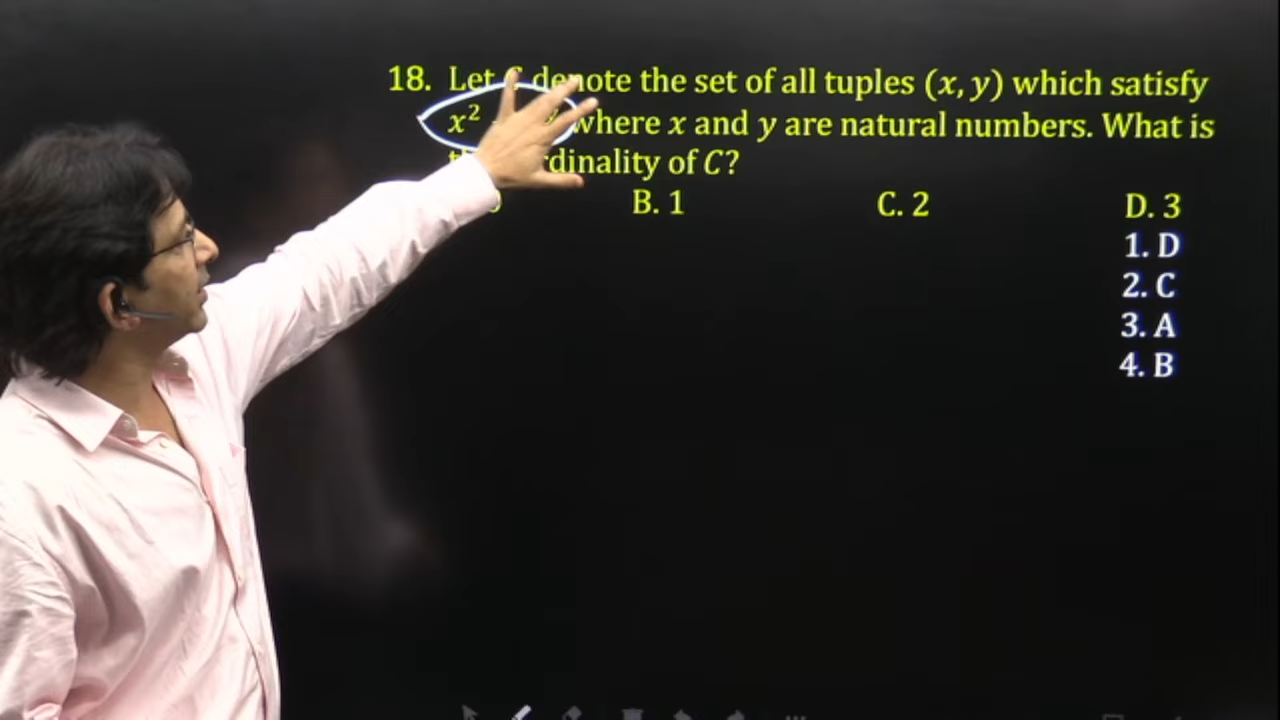 18. Let denote the set of all tuples (x, y) which satisfy
x² where x and y are natural numbers. What is
of C?
B. 1 C. 2 D. 3
1. D
2. C
3. A
4. B